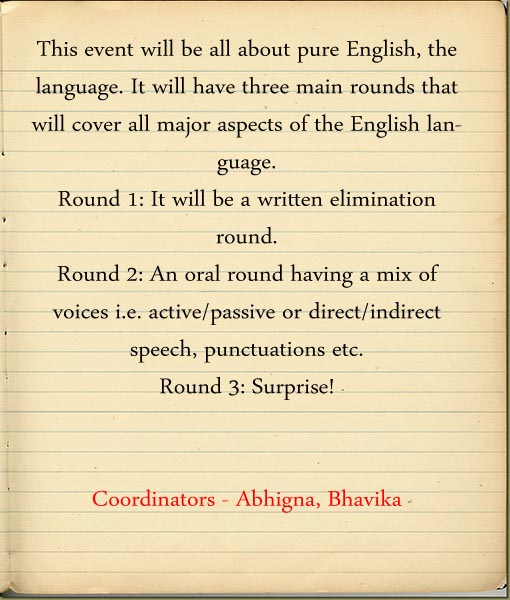 This event will be all about pure English, the
language. It will have three main rounds that
will cover all major aspects of the English lan-
guage.
Round 1: It will be a written elimination
round.
Round 2: An oral round having a mix of
voices i.e. active/passive or direct/indirect
speech, punctuations etc.
Round 3: Surprise!
Coordinators - Abhigna, Bhavika